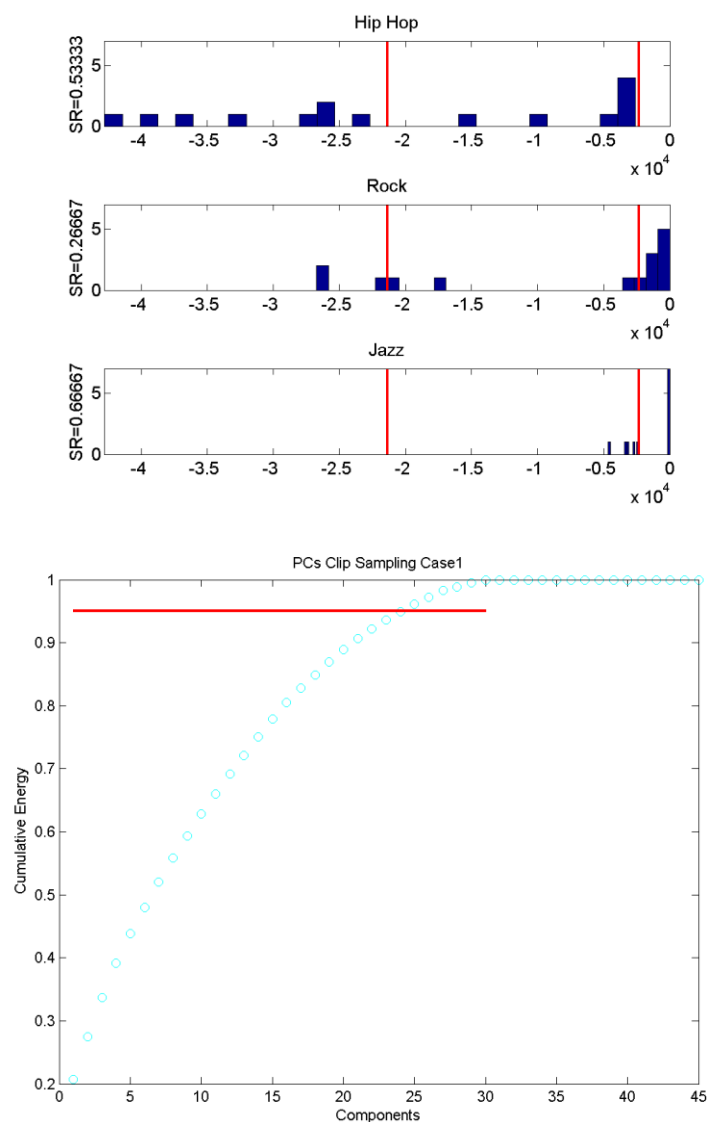 Hip Hop
SR=0.53333
5
0
-4 -3.5 -3 -2.5 -2 -1.5 -1 -0.5 0
x 10^4
Rock
SR=0.26667
5
0
-4 -3.5 -3 -2.5 -2 -1.5 -1 -0.5 0
x 10^4
Jazz
SR=0.66667
5
0
-4 -3.5 -3 -2.5 -2 -1.5 -1 -0.5 0
x 10^4
PCs Clip Sampling Case1
Cumulative Energy
1
0.9
0.8
0.7
0.6
0.5
0.4
0.3
0.2
0 5 10 15 20 25 30 35 40 45
Components